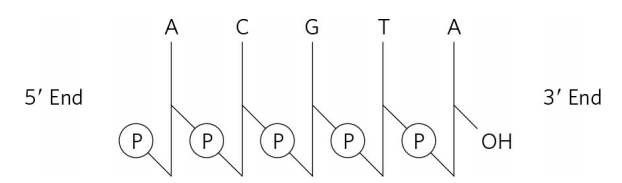 A C G T A
5′ End 3′ End
P P P P P OH